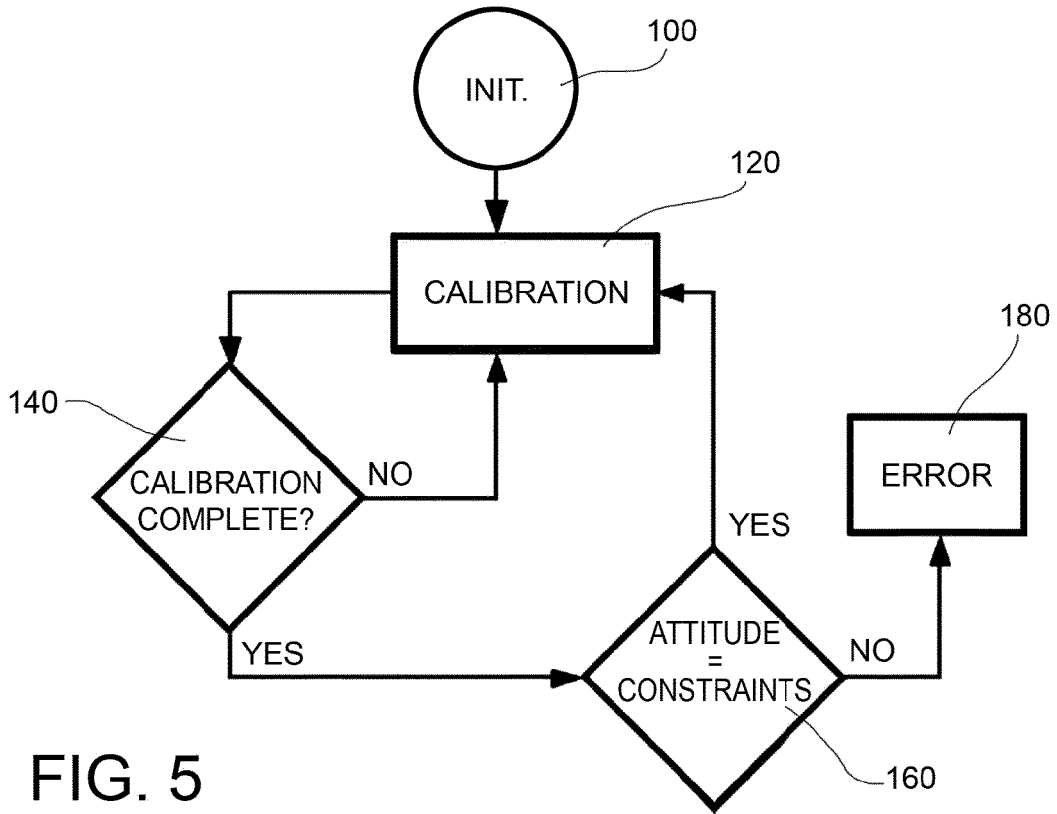 100
INIT.
120
CALIBRATION
180
140
CALIBRATION
COMPLETE?
NO
ERROR
YES
YES
ATTITUDE
=
CONSTRAINTS
NO
160
FIG. 5